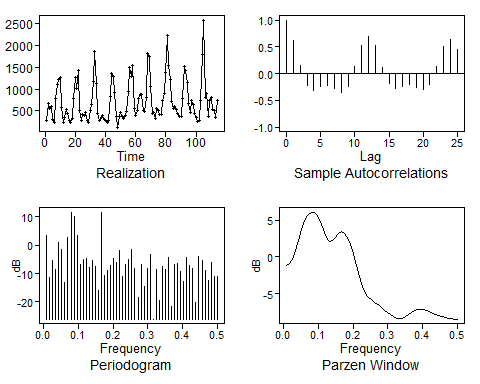 2500
2000
1500
1000
500
0 20 40 60 80 100
Time
Realization
1.0
0.5
0.0
-0.5
-1.0
0 5 10 15 20 25
Lag
Sample Autocorrelations
10
0
-10
-20
dB
0.0 0.1 0.2 0.3 0.4 0.5
Frequency
Periodogram
5
0
-5
dB
0.0 0.1 0.2 0.3 0.4 0.5
Frequency
Parzen Window